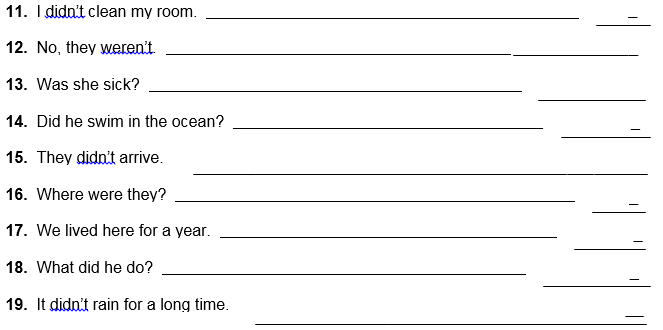 11. I didn't clean my room.
12. No, they weren't.
13. Was she sick?
14. Did he swim in the ocean?
15. They didn't arrive.
16. Where were they?
17. We lived here for a year.
18. What did he do?
19. It didn't rain for a long time.